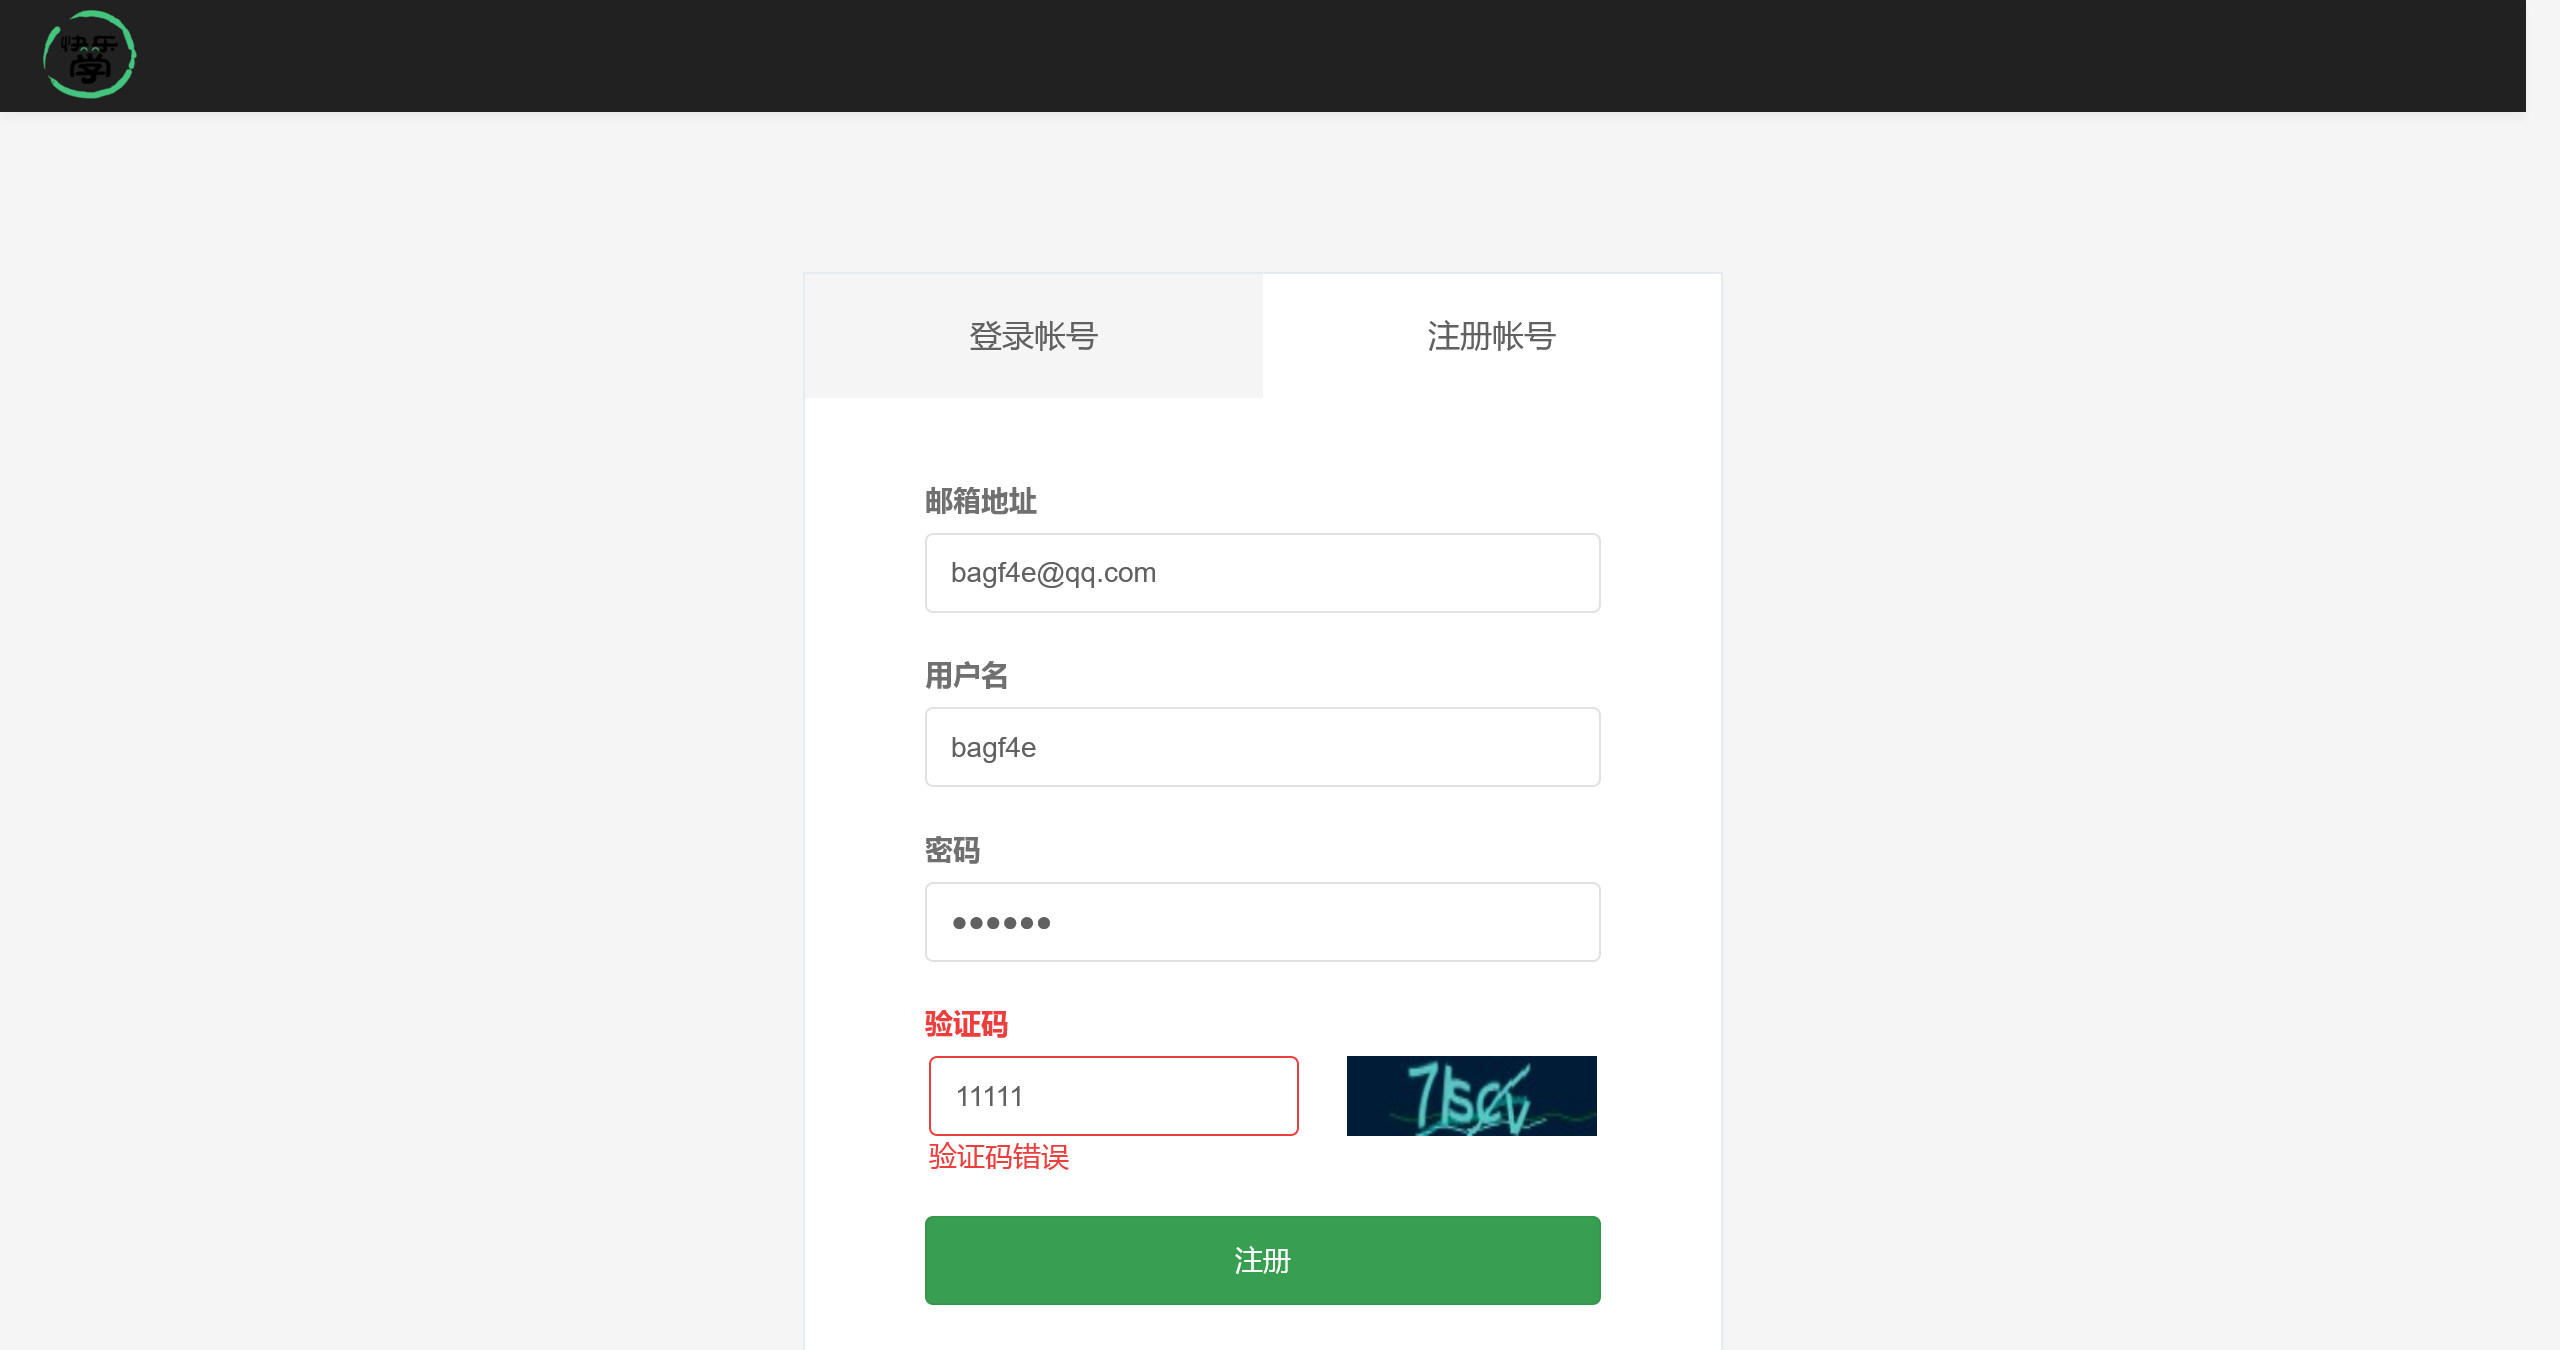 快乐
学
登录帐号
注册帐号
邮箱地址
bagf4e@qq.com
用户名
bagf4e
密码
验证码
11111
验证码错误
注册